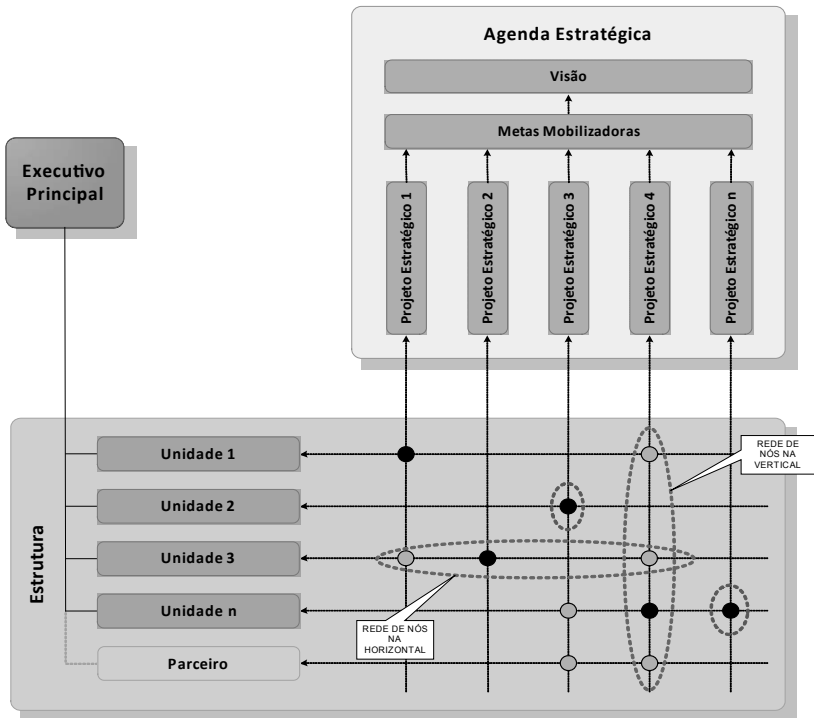 Agenda Estratégica
Visão
Metas Mobilizadoras
Executivo
Principal
Projeto Estratégico 1
Projeto Estratégico 2
Projeto Estratégico 3
Projeto Estratégico 4
Projeto Estratégico n
Estrutura
Unidade 1
Unidade 2
Unidade 3
Unidade n
Parceiro
REDE DE
NÓS NA
VERTICAL
REDE DE NÓS
NA
HORIZONTAL